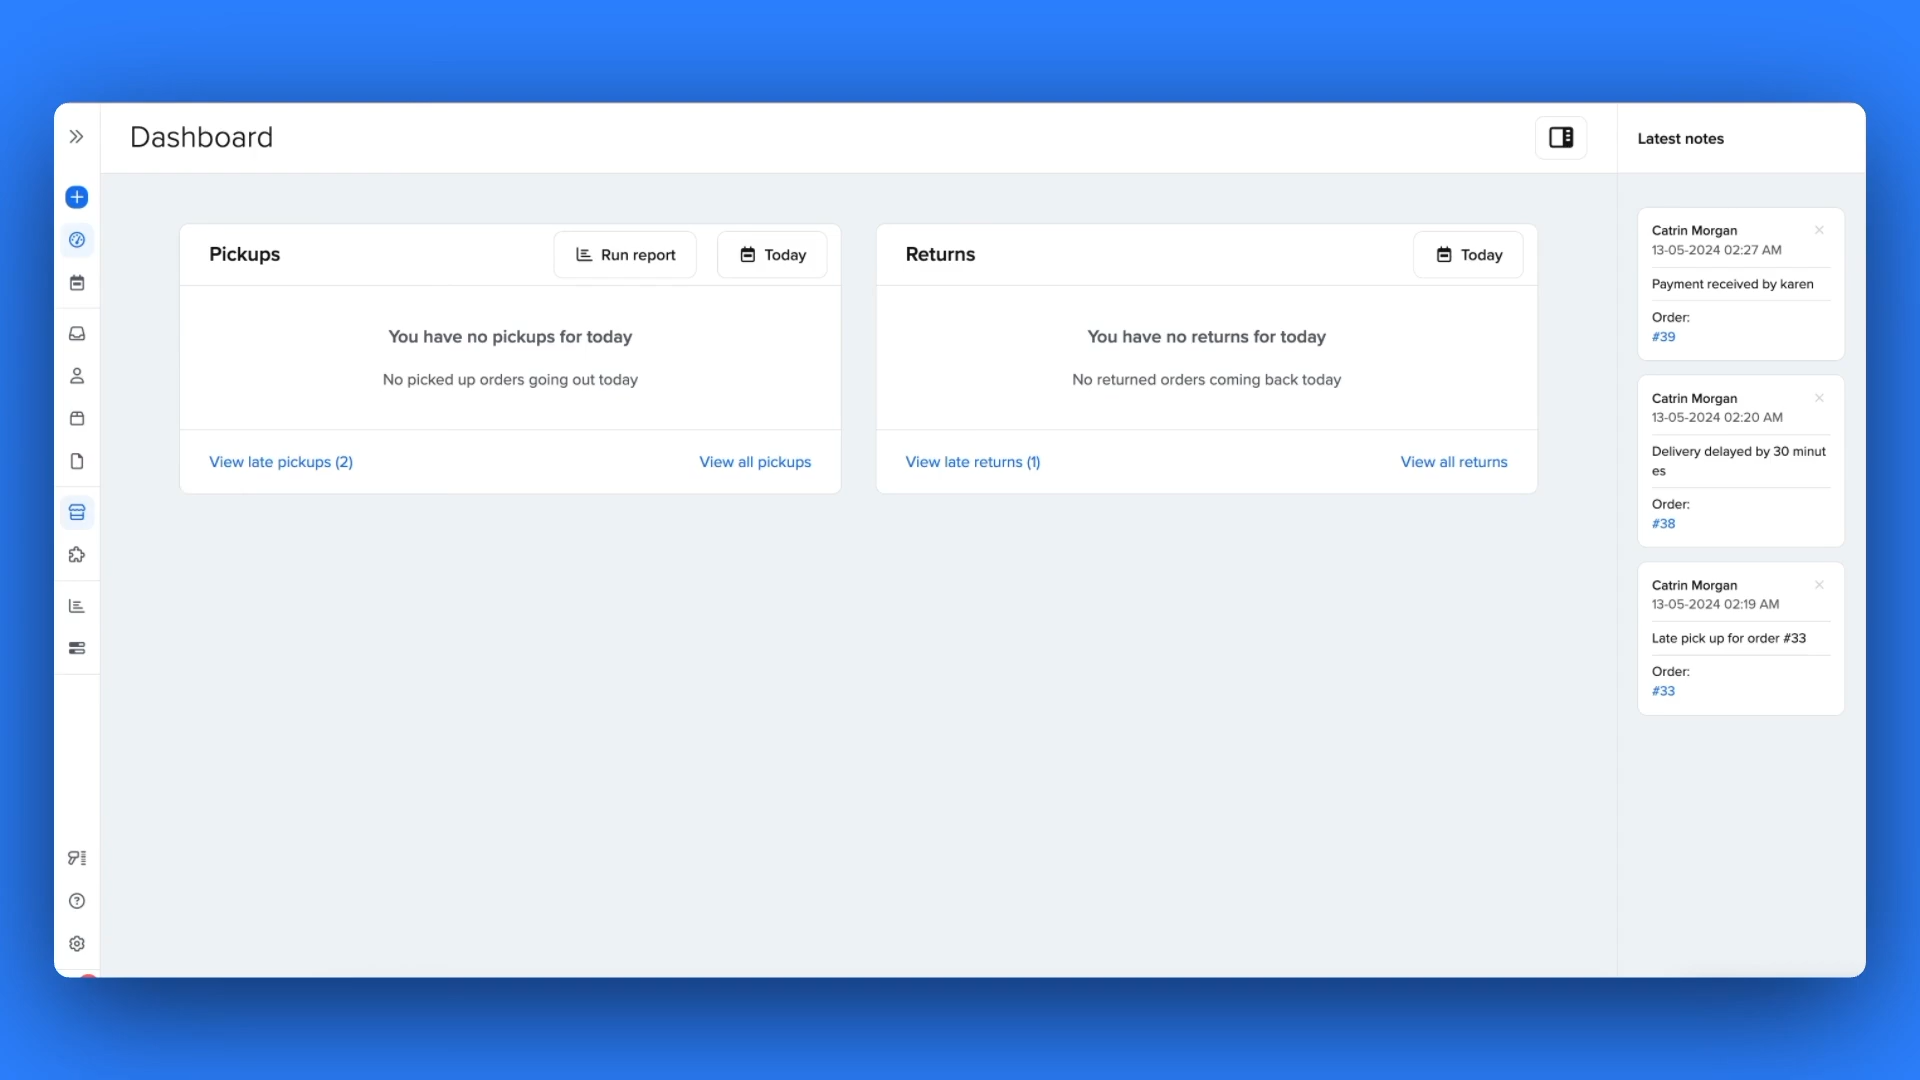 Dashboard
Latest notes
Pickups
Run report
Today
You have no pickups for today
No picked up orders going out today
View late pickups (2)
View all pickups
Returns
Today
You have no returns for today
No returned orders coming back today
View late returns (1)
View all returns
Catrin Morgan
13-05-2024 02:27 AM
Payment received by karen
Order:
#39
Catrin Morgan
13-05-2024 02:20 AM
Delivery delayed by 30 minut
es
Order:
#38
Catrin Morgan
13-05-2024 02:19 AM
Late pick up for order #33
Order:
#33